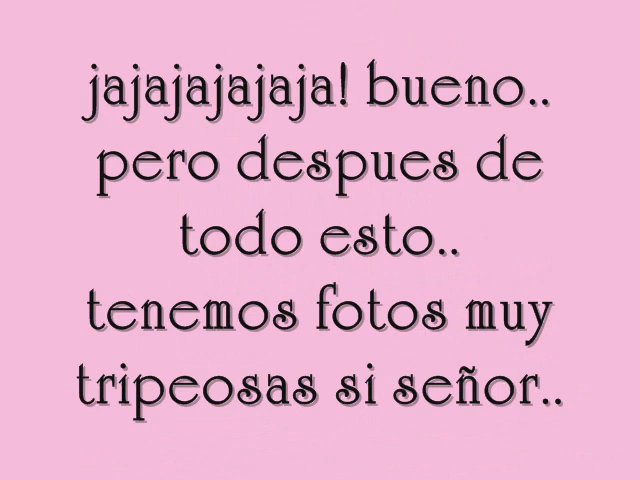 jajajajajaja! bueno..
pero despues de
todo esto..
tenemos fotos muy
tripeosas si señor..